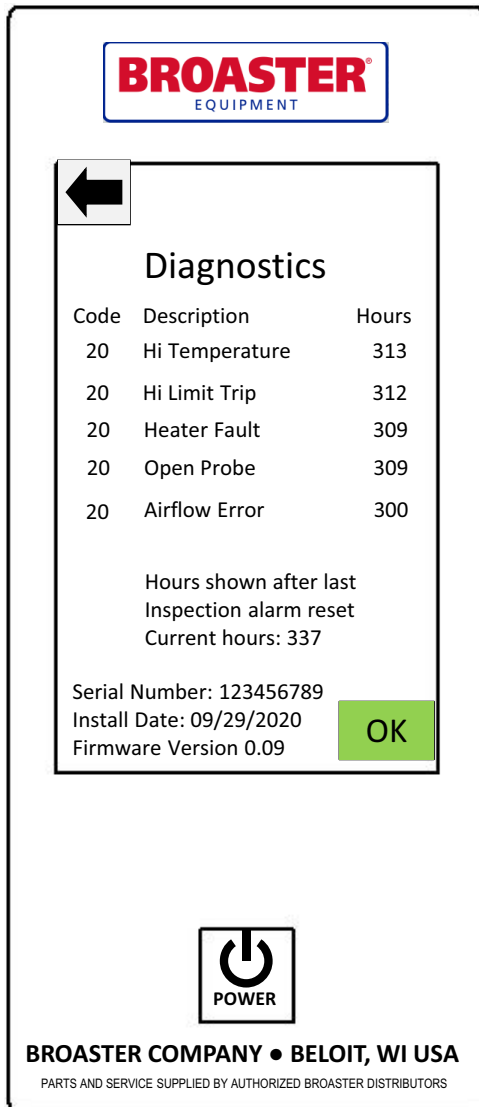 BROASTER®
EQUIPMENT
Diagnostics
Code Description Hours
20 Hi Temperature 313
20 Hi Limit Trip 312
20 Heater Fault 309
20 Open Probe 309
20 Airflow Error 300
Hours shown after last
Inspection alarm reset
Current hours: 337
Serial Number: 123456789
Install Date: 09/29/2020
Firmware Version 0.09
OK
POWER
BROASTER COMPANY ● BELOIT, WI USA
PARTS AND SERVICE SUPPLIED BY AUTHORIZED BROASTER DISTRIBUTORS